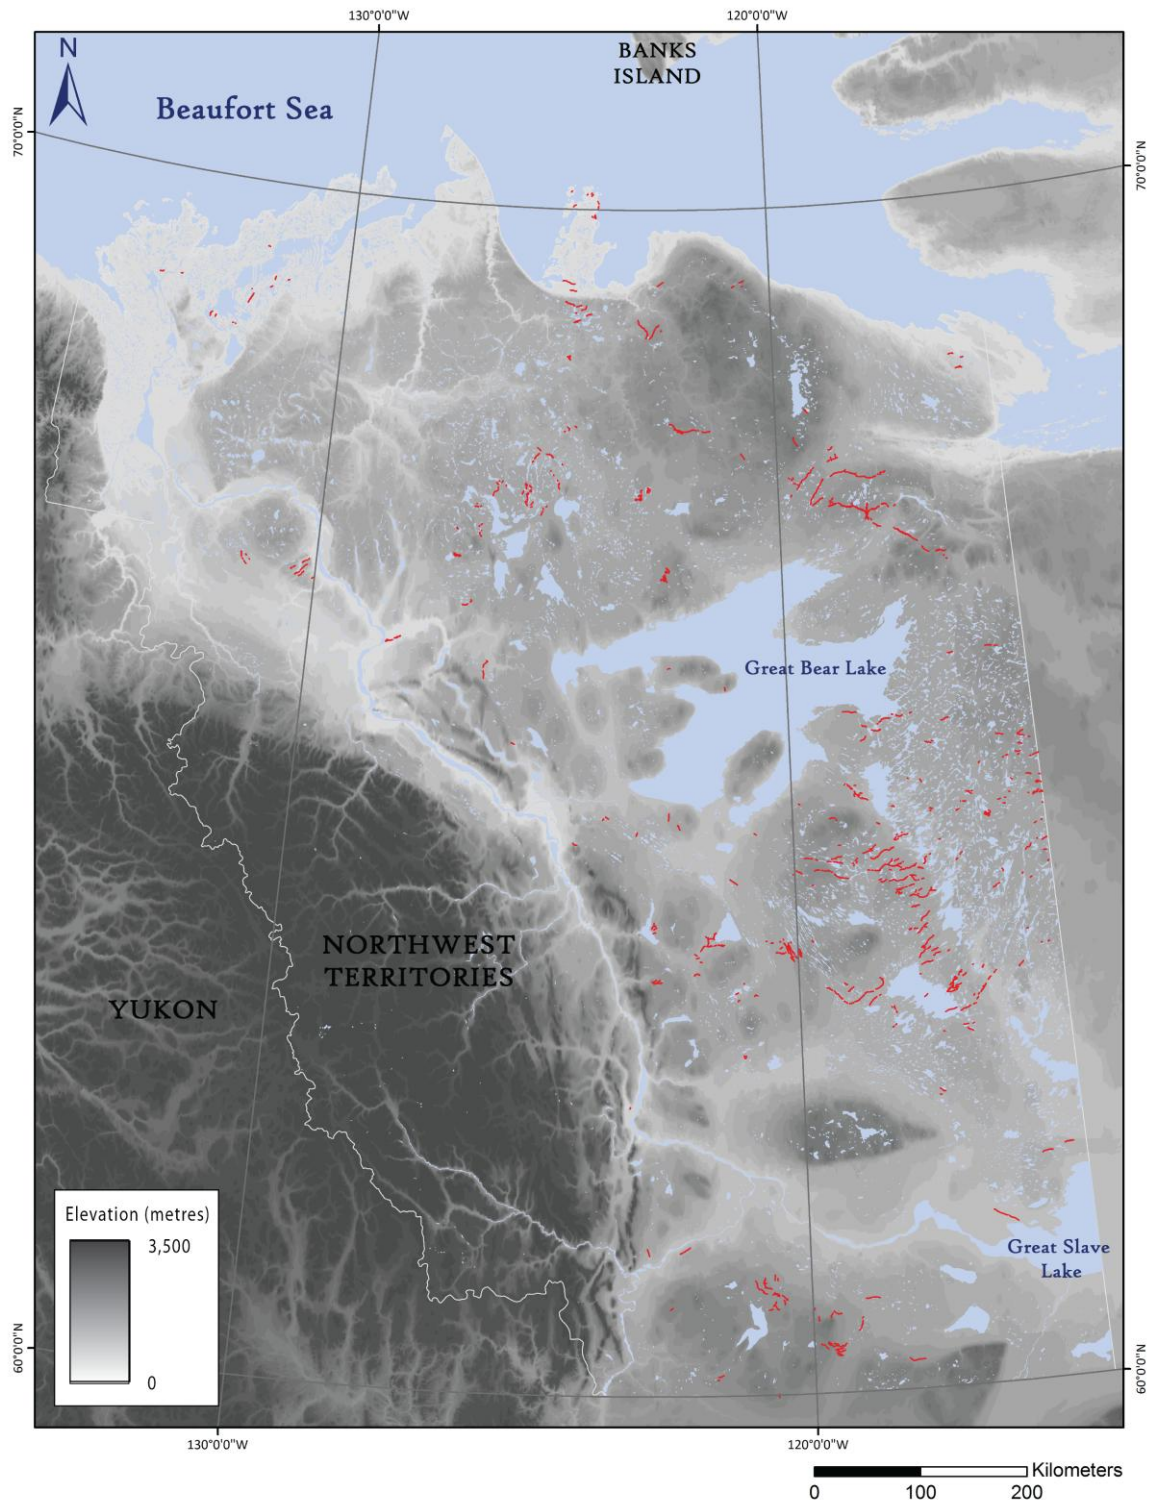 130°0'0"W
120°0'0"W
N
BANKS
ISLAND
Beaufort Sea
70°0'0"N
70°0'0"N
Great Bear Lake
NORTHWEST
TERRITORIES
YUKON
Elevation (metres)
3,500
0
Great Slave
Lake
60°0'0"N
60°0'0"N
130°0'0"W
120°0'0"W
Kilometers
0
100
200